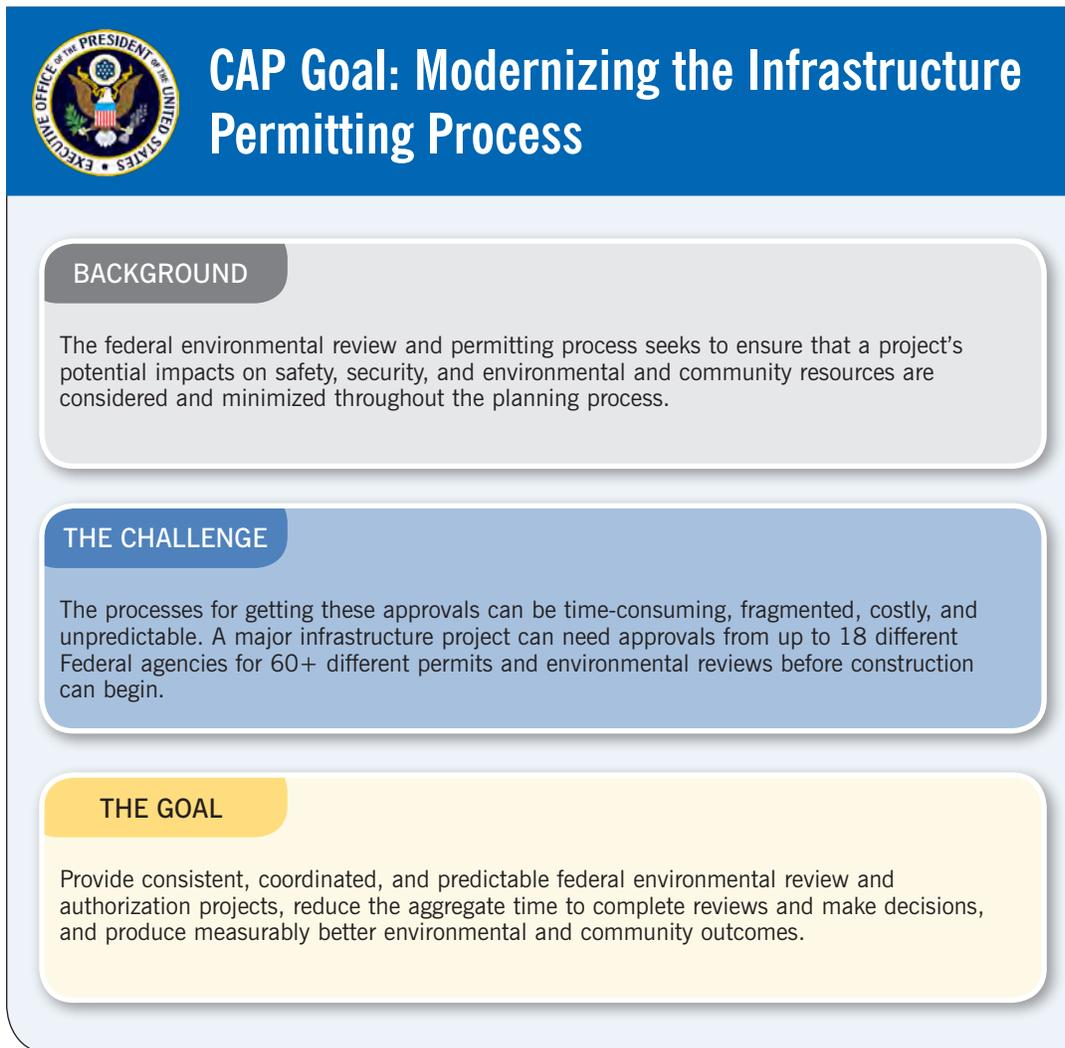 EXECUTIVE OFFICE OF THE PRESIDENT OF THE UNITED STATES
CAP Goal: Modernizing the Infrastructure
Permitting Process
BACKGROUND
The federal environmental review and permitting process seeks to ensure that a project’s
potential impacts on safety, security, and environmental and community resources are
considered and minimized throughout the planning process.
THE CHALLENGE
The processes for getting these approvals can be time-consuming, fragmented, costly, and
unpredictable. A major infrastructure project can need approvals from up to 18 different
Federal agencies for 60+ different permits and environmental reviews before construction
can begin.
THE GOAL
Provide consistent, coordinated, and predictable federal environmental review and
authorization projects, reduce the aggregate time to complete reviews and make decisions,
and produce measurably better environmental and community outcomes.